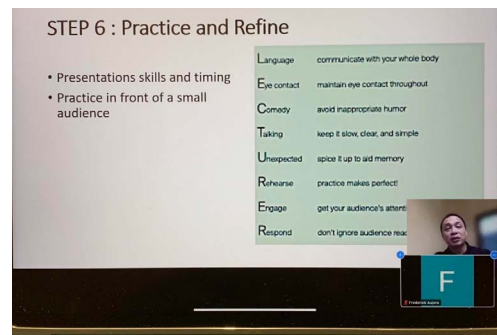 STEP 6 : Practice and Refine
• Presentations skills and timing
• Practice in front of a small
audience
Language communicate with your whole body
Eye contact maintain eye contact throughout
Comedy avoid inappropriate humor
Talking keep it slow, clear, and simple
Unexpected spice it up to aid memory
Rehearse practice makes perfect!
Engage get your audience's
Respond don't ignore audience
F
Frederick